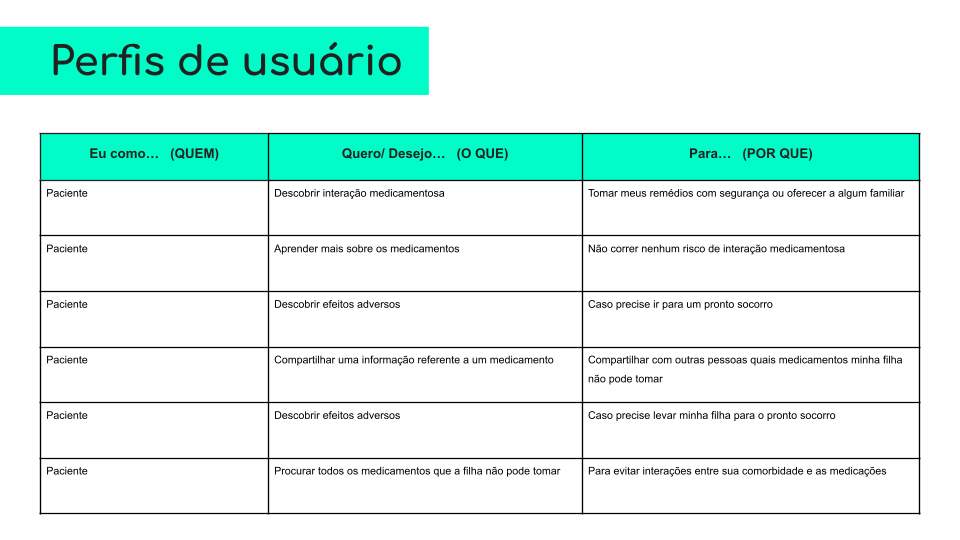 Perfis de usuário
Eu como… (QUEM)
Quero/ Desejo… (O QUE)
Para… (POR QUE)
Paciente
Descobrir interação medicamentosa
Tomar meus remédios com segurança ou oferecer a algum familiar
Paciente
Aprender mais sobre os medicamentos
Não correr nenhum risco de interação medicamentosa
Paciente
Descobrir efeitos adversos
Caso precise ir para um pronto socorro
Paciente
Compartilhar uma informação referente a um medicamento
Compartilhar com outras pessoas quais medicamentos minha filha
não pode tomar
Paciente
Descobrir efeitos adversos
Caso precise levar minha filha para o pronto socorro
Paciente
Procurar todos os medicamentos que a filha não pode tomar
Para evitar interações entre sua comorbidade e as medicações